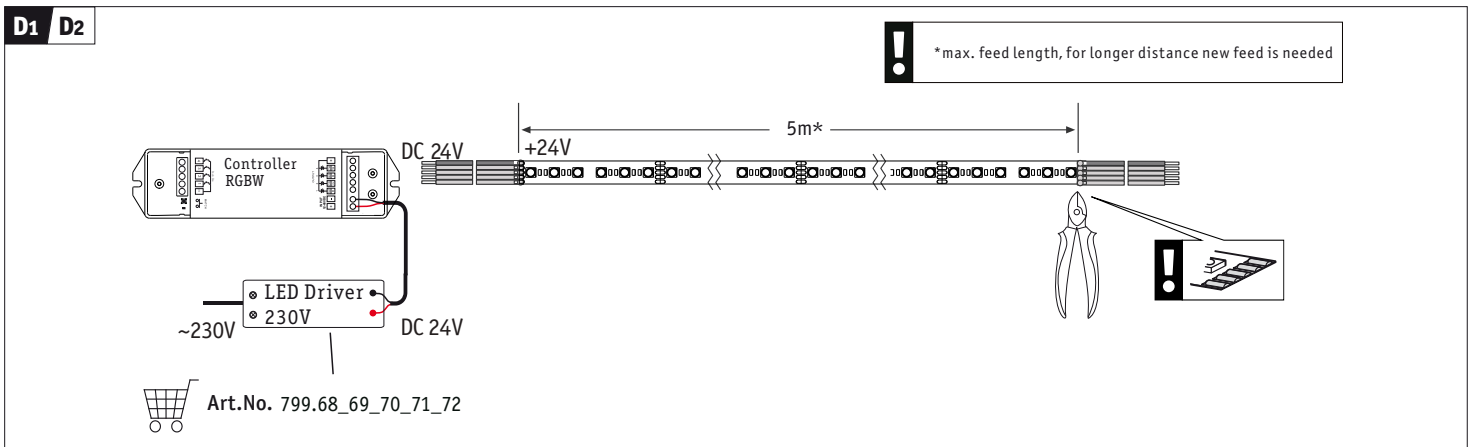 D1 D2
*max. feed length, for longer distance new feed is needed
5m*
DC 24V
+24V
Controller
RGBW
LED Driver
230V
~230V
DC 24V
Art.No. 799.68_69_70_71_72